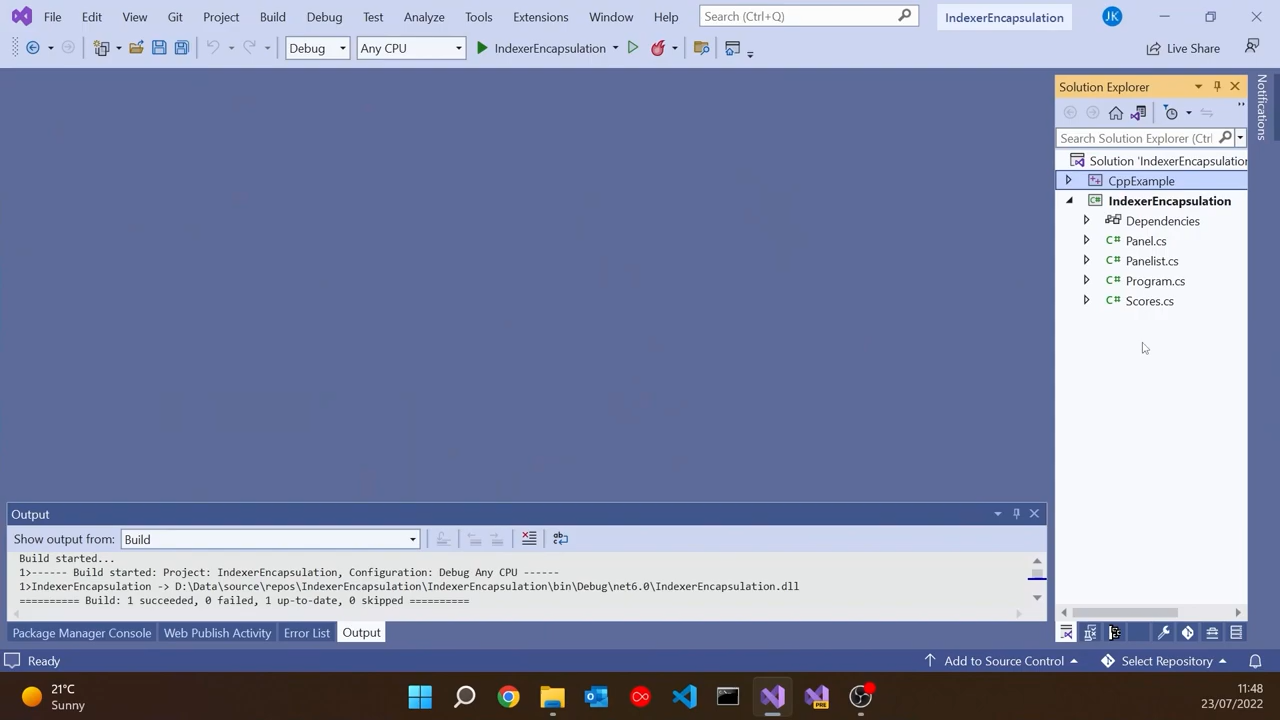 File Edit View Git Project Build Debug Test Analyze Tools Extensions Window Help Search (Ctrl+Q) IndexerEncapsulation JK
Debug Any CPU IndexerEncapsulation Live Share
Solution Explorer
Notifications
Search Solution Explorer (Ctrl
Solution 'IndexerEncapsulation
CppExample
C# IndexerEncapsulation
Dependencies
C# Panel.cs
C# Panelist.cs
C# Program.cs
C# Scores.cs
Output
Show output from: Build
Build started...
1>------ Build started: Project: IndexerEncapsulation, Configuration: Debug Any CPU ------
1>IndexerEncapsulation -> D:\Data\source\repos\IndexerEncapsulation\IndexerEncapsulation\bin\Debug\net6.0\IndexerEncapsulation.dll
========== Build: 1 succeeded, 0 failed, 1 up-to-date, 0 skipped ==========
Package Manager Console Web Publish Activity Error List Output
Ready Add to Source Control Select Repository
21°C
Sunny
PRE
11:48
23/07/2022